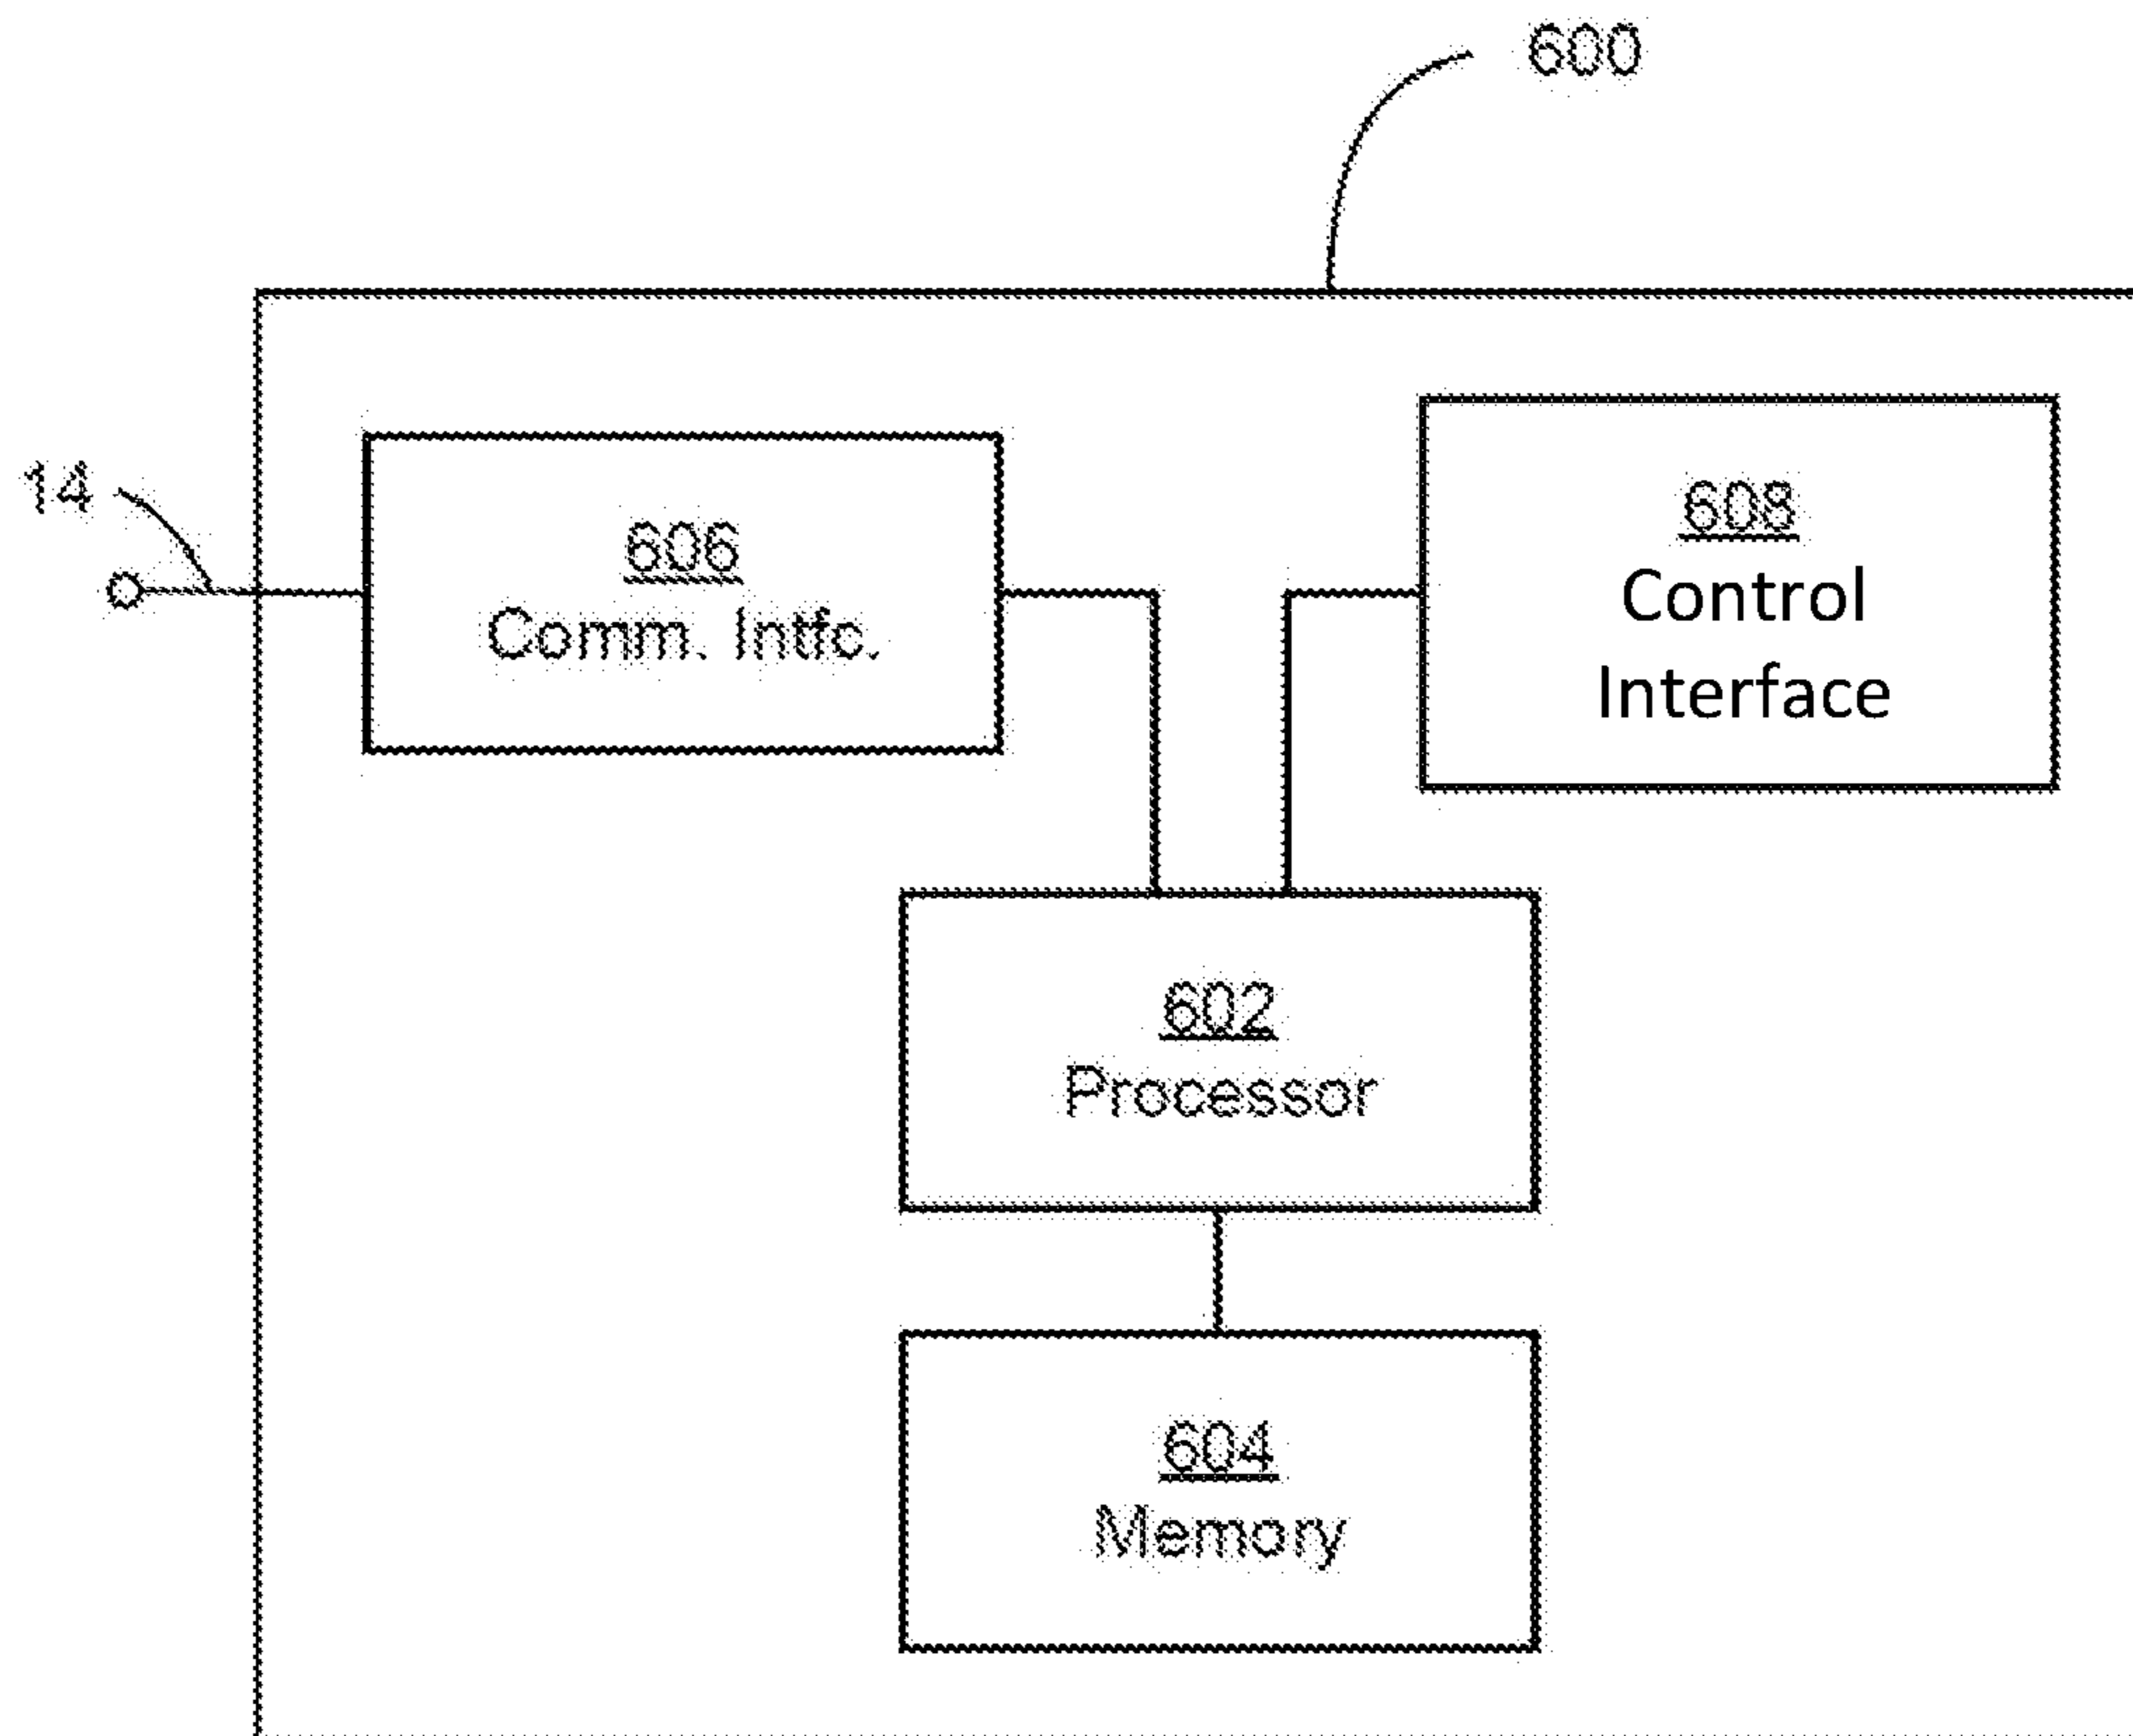 600
14
606
Comm. Intfc.
608
Control
Interface
602
Processor
604
Memory